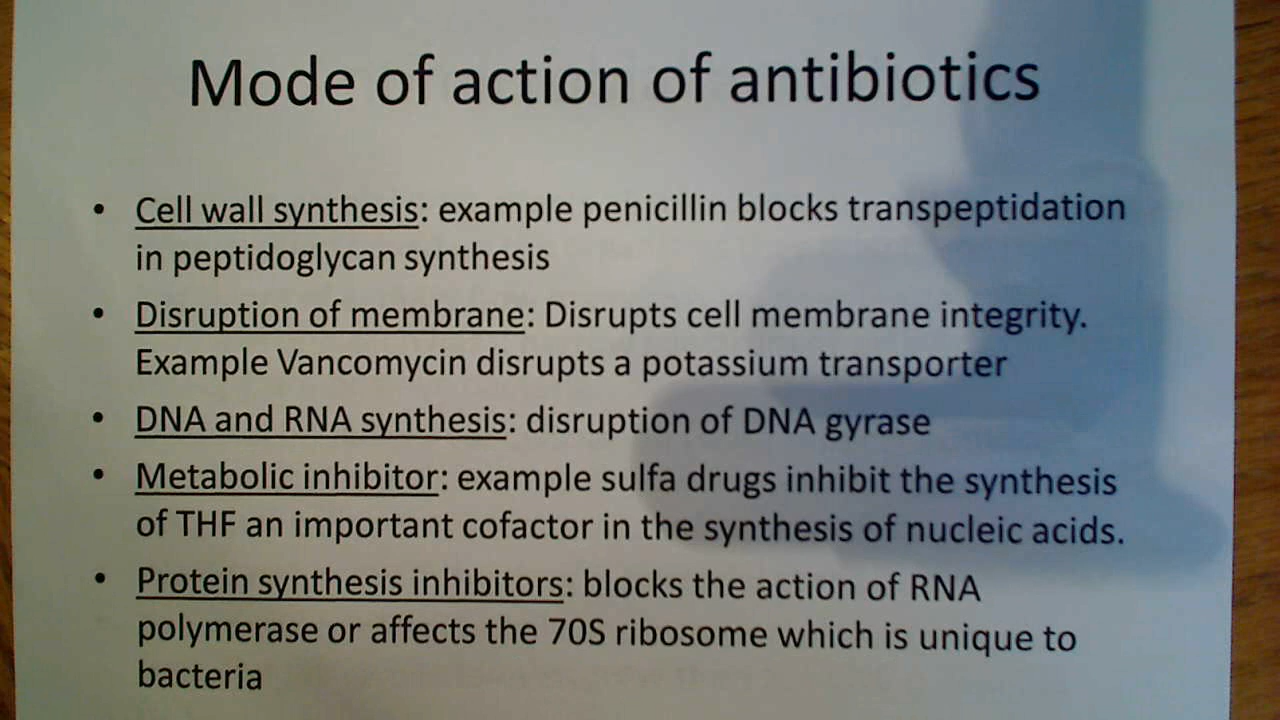 Mode of action of antibiotics
• Cell wall synthesis: example penicillin blocks transpeptidation
in peptidoglycan synthesis
• Disruption of membrane: Disrupts cell membrane integrity.
Example Vancomycin disrupts a potassium transporter
• DNA and RNA synthesis: disruption of DNA gyrase
• Metabolic inhibitor: example sulfa drugs inhibit the synthesis
of THF an important cofactor in the synthesis of nucleic acids.
• Protein synthesis inhibitors: blocks the action of RNA
polymerase or affects the 70S ribosome which is unique to
bacteria